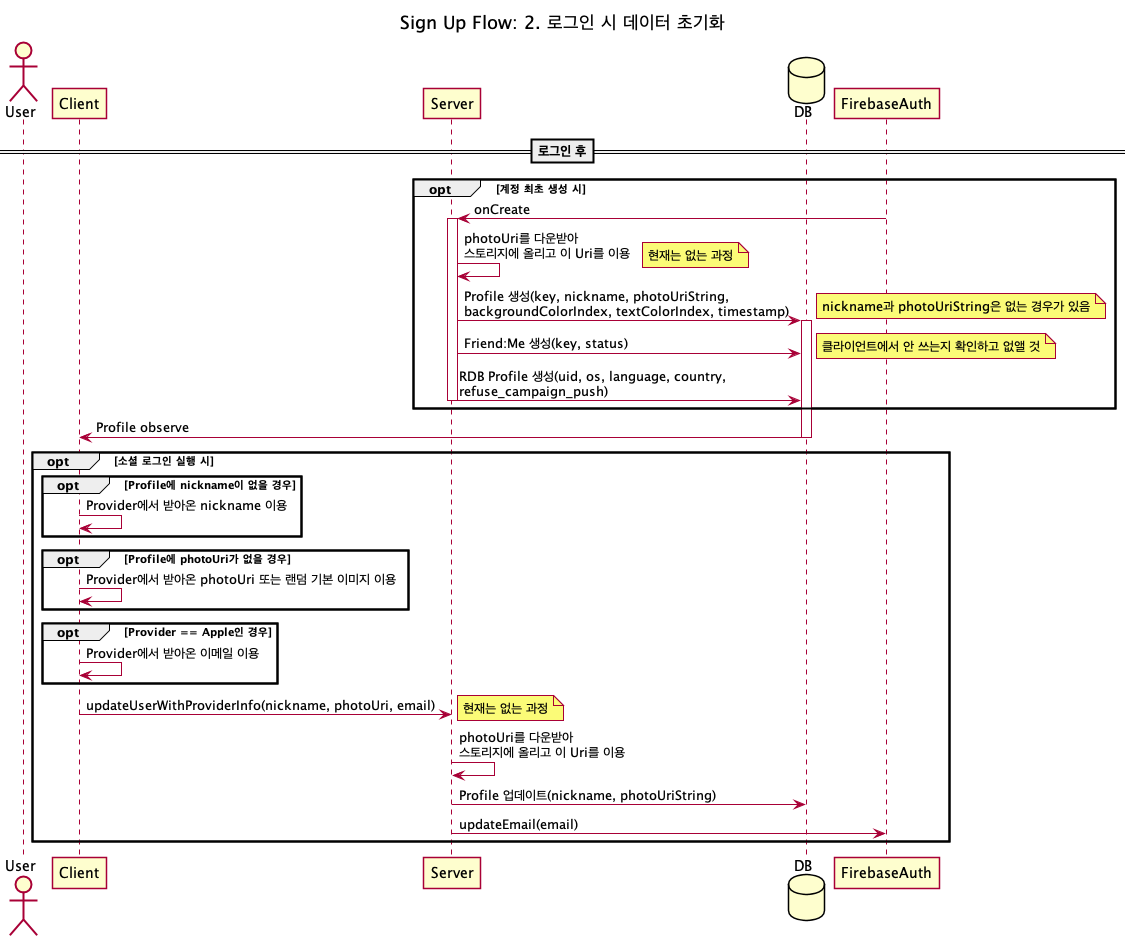 Sign Up Flow: 2. 로그인 시 데이터 초기화
User
Client
Server
DB
FirebaseAuth
로그인 후
opt
[계정 최초 생성 시]
onCreate
photoUri를 다운받아
스토리지에 올리고 이 Uri를 이용
현재는 없는 과정
Profile 생성(key, nickname, photoUriString,
backgroundColorIndex, textColorIndex, timestamp)
nickname과 photoUriString은 없는 경우가 있음
Friend:Me 생성(key, status)
클라이언트에서 안 쓰는지 확인하고 없앨 것
RDB Profile 생성(uid, os, language, country,
refuse_campaign_push)
Profile observe
opt
[소셜 로그인 실행 시]
opt
[Profile에 nickname이 없을 경우]
Provider에서 받아온 nickname 이용
opt
[Profile에 photoUri가 없을 경우]
Provider에서 받아온 photoUri 또는 랜덤 기본 이미지 이용
opt
[Provider == Apple인 경우]
Provider에서 받아온 이메일 이용
updateUserWithProviderInfo(nickname, photoUri, email)
현재는 없는 과정
photoUri를 다운받아
스토리지에 올리고 이 Uri를 이용
Profile 업데이트(nickname, photoUriString)
updateEmail(email)
User
Client
Server
DB
FirebaseAuth